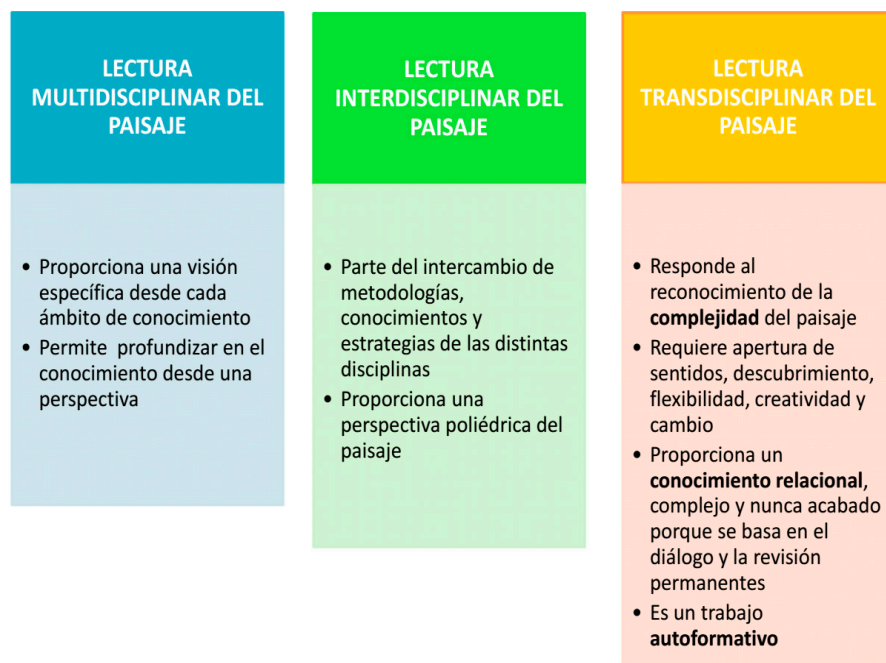 LECTURA
MULTIDISCIPLINAR DEL
PAISAJE
• Proporciona una visión
específica desde cada
ámbito de conocimiento
• Permite profundizar en el
conocimiento desde una
perspectiva
LECTURA
INTERDISCIPLINAR DEL
PAISAJE
• Parte del intercambio de
metodologías,
conocimientos y
estrategias de las distintas
disciplinas
• Proporciona una
perspectiva poliédrica del
paisaje
LECTURA
TRANSDISCIPLINAR DEL
PAISAJE
• Responde al
reconocimiento de la
complejidad del paisaje
• Requiere apertura de
sentidos, descubrimiento,
flexibilidad, creatividad y
cambio
• Proporciona un
conocimiento relacional,
complejo y nunca acabado
porque se basa en el
diálogo y la revisión
permanentes
• Es un trabajo
autoformativo